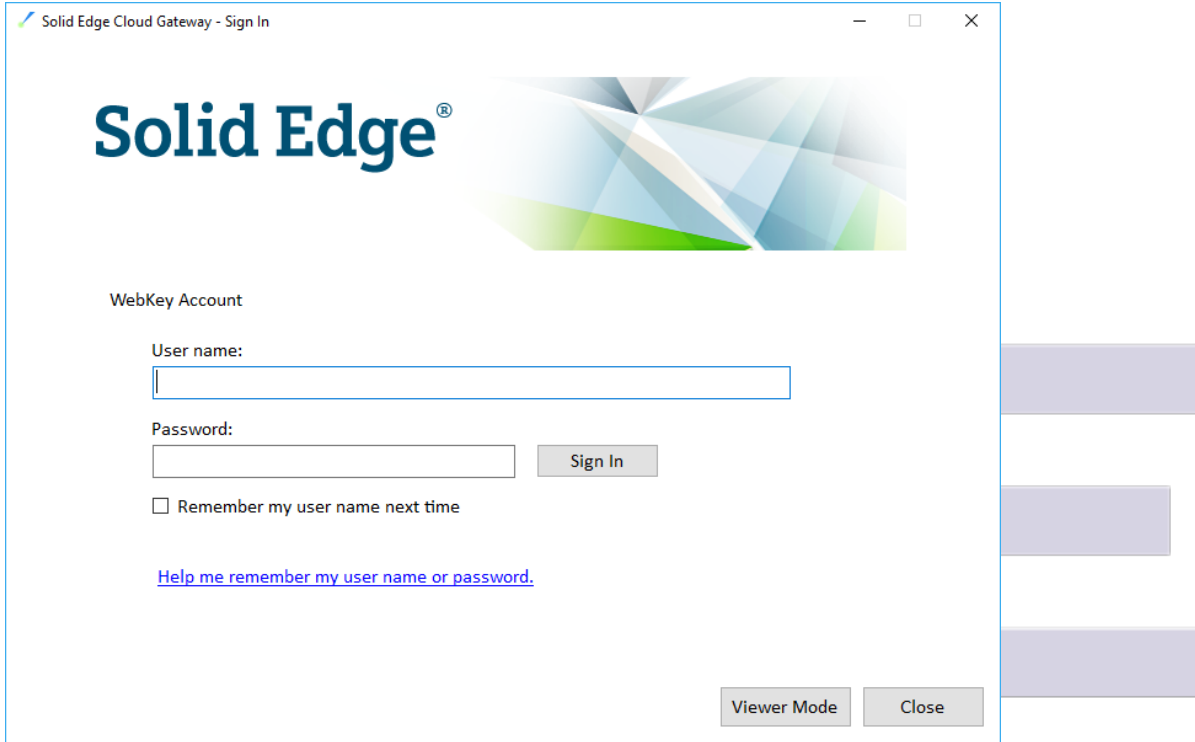 Solid Edge Cloud Gateway - Sign In
Solid Edge®
WebKey Account
User name:
Password:
Sign In
Remember my user name next time
Help me remember my user name or password.
Viewer Mode
Close